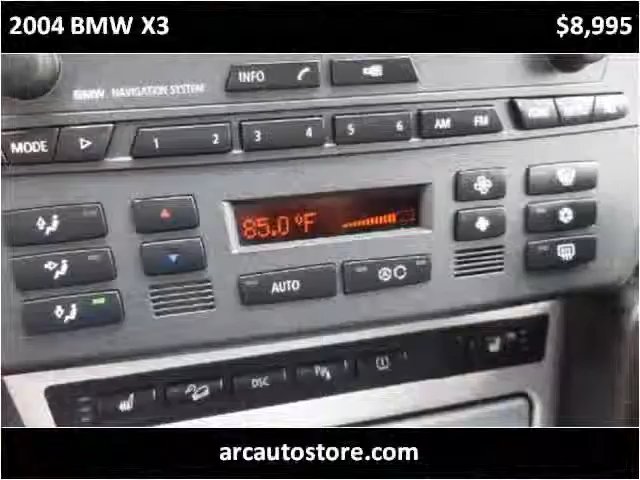 2004 BMW X3
$8,995
INFO
BMW NAVIGATION SYSTEM
MODE
1 2
3 4
5 6
AM FM
85.0 °F
AUTO
DSC
arcautostore.com